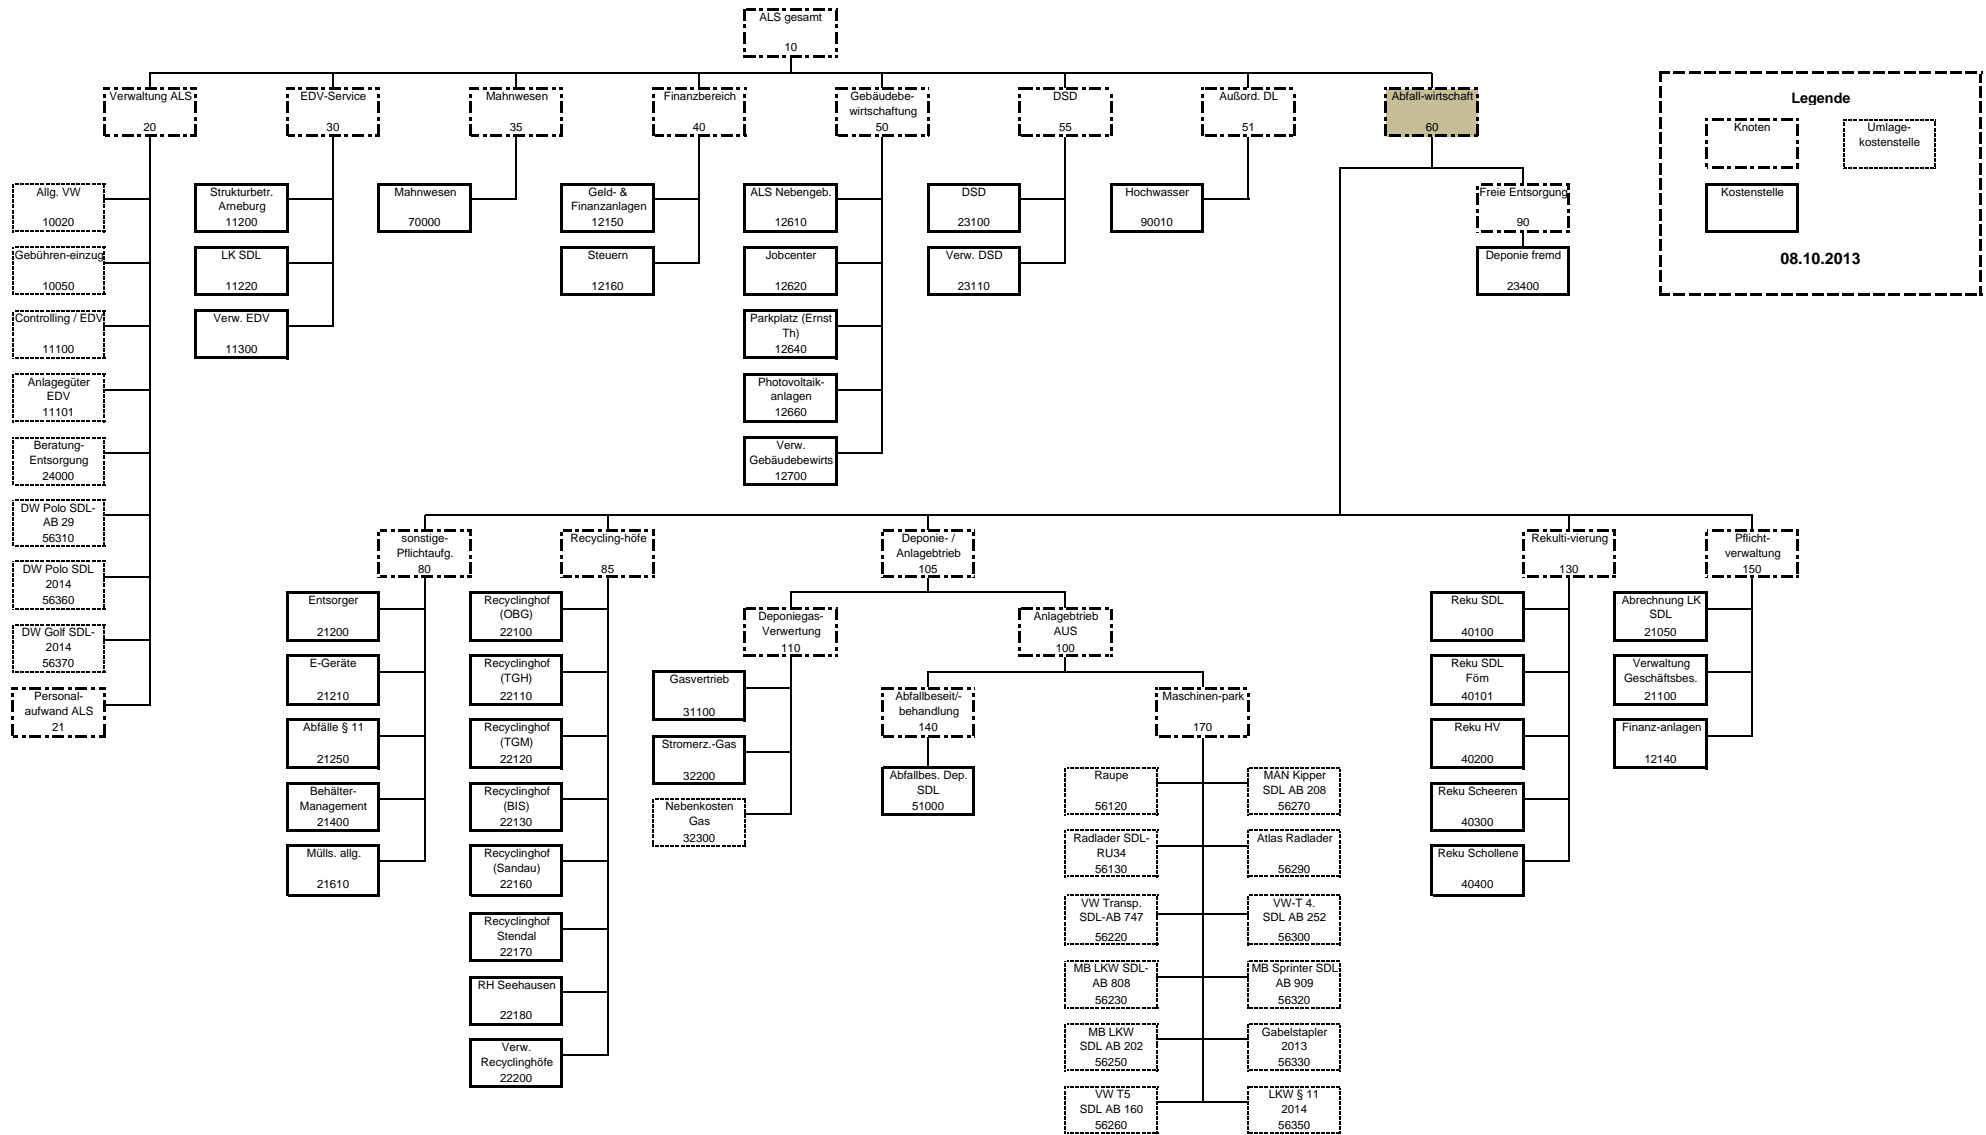 ALS gesamt
10
Verwaltung ALS
20
EDV-Service
30
Mahnwesen
35
Finanzbereich
40
Gebäudebe-
wirtschaftung
50
DSD
55
Außord. DL
51
Abfall-wirtschaft
60
Legende
Knoten
Umlage-
kostenstelle
Kostenstelle
08.10.2013
Allg. VW
10020
Gebühren-einzug
10050
Controlling / EDV
11100
Anlagegüter
EDV
11101
Beratung-
Entsorgung
24000
DW Polo SDL-
AB 29
56310
DW Polo SDL
2014
56360
DW Golf SDL-
2014
56370
Personal-
aufwand ALS
21
Strukturbetr.
Arneburg
11200
LK SDL
11220
Verw. EDV
11300
Mahnwesen
70000
Geld- &
Finanzanlagen
12150
Steuern
12160
ALS Nebengeb.
12610
Jobcenter
12620
Parkplatz (Ernst
Th)
12640
Photovoltaik-
anlagen
12660
Verw.
Gebäudebewirts
12700
DSD
23100
Verw. DSD
23110
Hochwasser
90010
Freie Entsorgung
90
Deponie fremd
23400
sonstige-
Pflichtaufg.
80
Recycling-höfe
85
Deponie- /
Anlagebtrieb
105
Rekulti-vierung
130
Pflicht-
verwaltung
150
Entsorger
21200
E-Geräte
21210
Abfälle § 11
21250
Behälter-
Management
21400
Mülls. allg.
21610
Recyclinghof
(OBG)
22100
Recyclinghof
(TGH)
22110
Recyclinghof
(TGM)
22120
Recyclinghof
(BIS)
22130
Recyclinghof
(Sandau)
22160
Recyclinghof
Stendal
22170
RH Seehausen
22180
Verw.
Recyclinghöfe
22200
Deponiegas-
Verwertung
110
Anlagebtrieb
AUS
100
Gasvertrieb
31100
Stromerz.-Gas
32200
Nebenkosten
Gas
32300
Abfallbeseit/-
behandlung
140
Abfallbes. Dep.
SDL
51000
Maschinen-park
170
Raupe
56120
MAN Kipper
SDL AB 208
56270
Radlader SDL-
RU34
56130
Atlas Radlader
56290
VW Transp.
SDL-AB 747
56220
VW-T 4.
SDL AB 252
56300
MB LKW SDL-
AB 808
56230
MB Sprinter SDL
AB 909
56320
MB LKW
SDL AB 202
56250
Gabelstapler
2013
56330
VW T5
SDL AB 160
56260
LKW § 11
2014
56350
Reku SDL
40100
Reku SDL
Föm
40101
Reku HV
40200
Reku Scheeren
40300
Reku Schollene
40400
Abrechnung LK
SDL
21050
Verwaltung
Geschäftsbes.
21100
Finanz-anlagen
12140